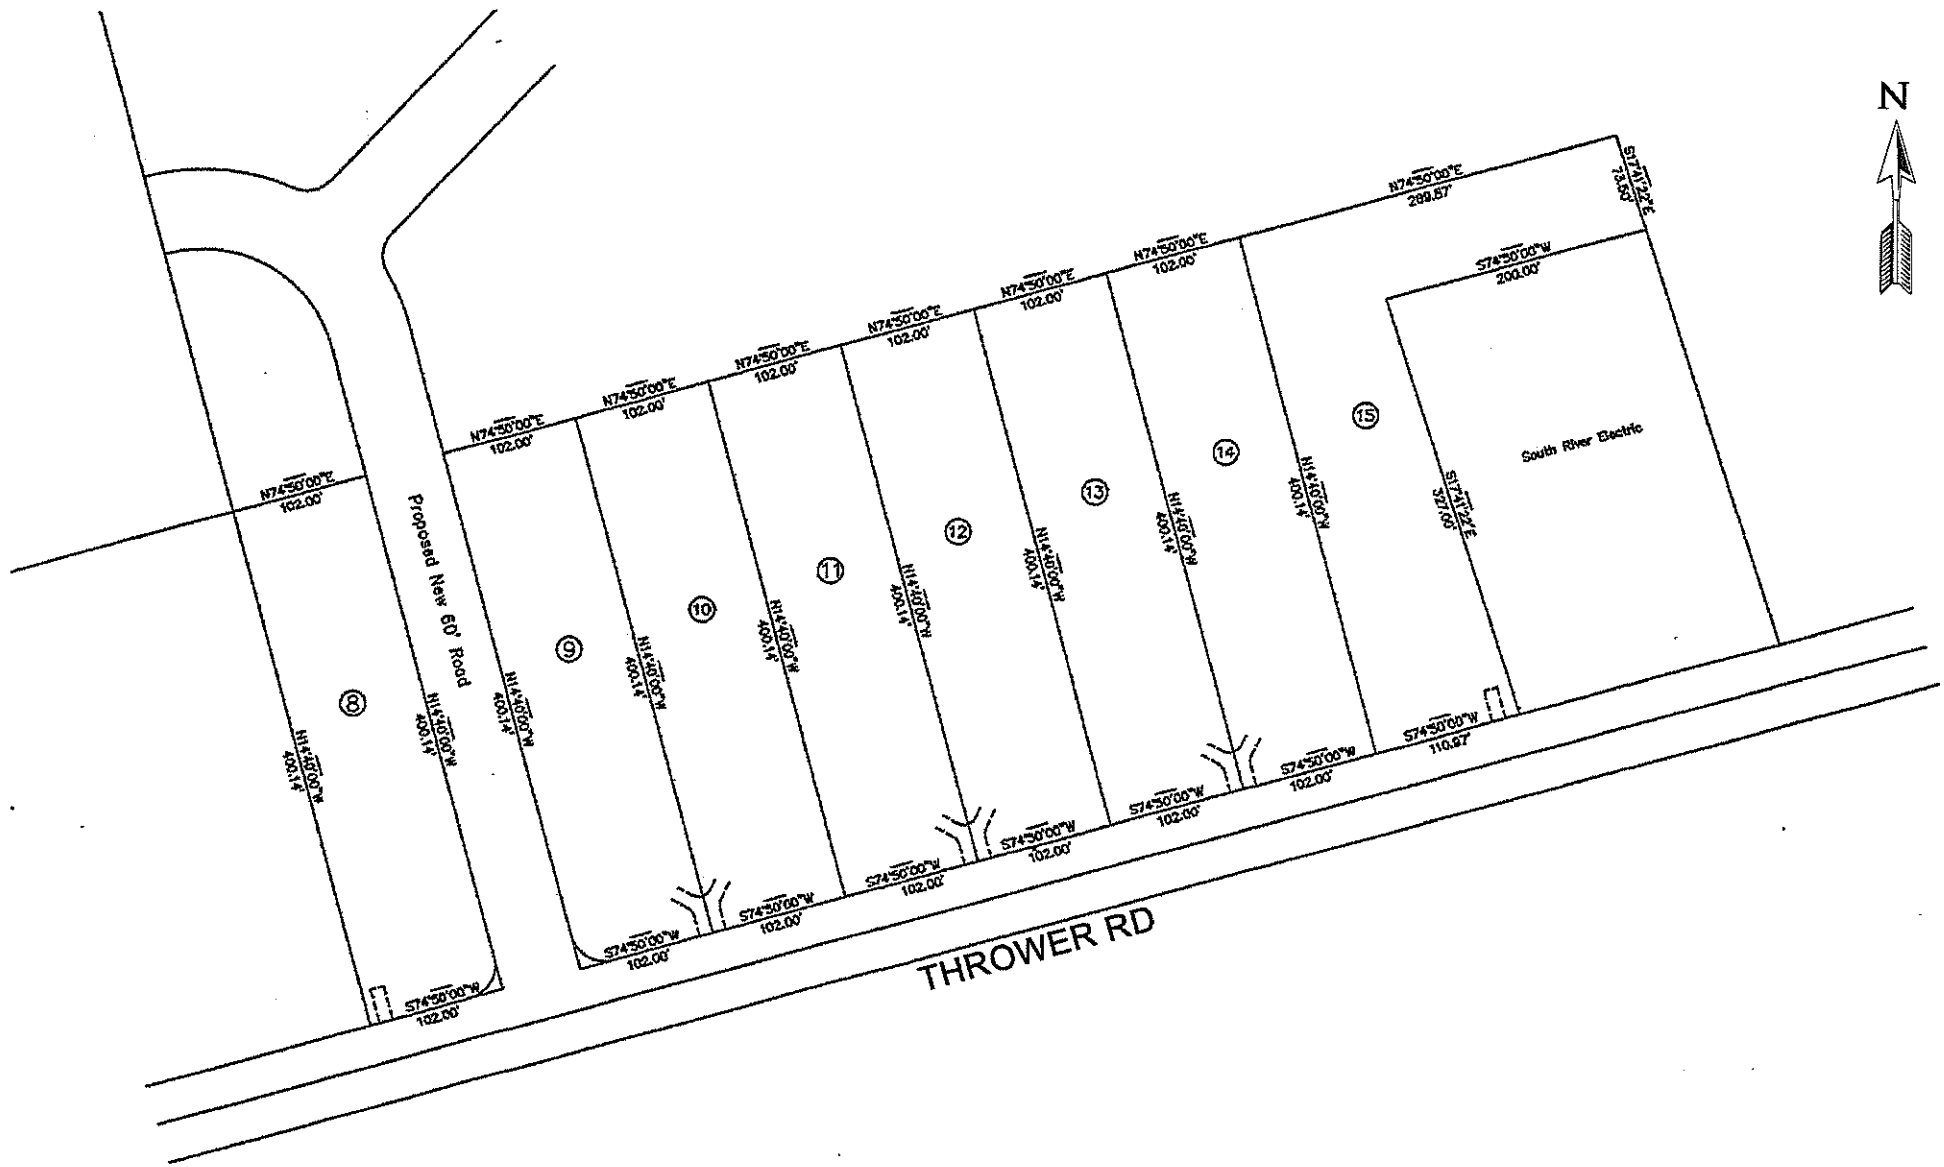 N
N74°50'00"E
289.87'
S17°41'22"E
73.60'
S74°50'00"W
200.00'
N74°50'00"E
102.00'
N74°50'00"E
102.00'
N74°50'00"E
102.00'
N74°50'00"E
102.00'
N74°50'00"E
102.00'
N74°50'00"E
102.00'
N74°50'00"E
102.00'
South River Electric
S17°41'22"E
327.00'
15
14
13
12
11
10
9
8
Proposed New 60' Road
N14°40'00"W
400.14'
N14°40'00"W
400.14'
N14°40'00"W
400.14'
N14°40'00"W
400.14'
N14°40'00"W
400.14'
N14°40'00"W
400.14'
N14°40'00"W
400.14'
N14°40'00"W
400.14'
N14°40'00"W
400.14'
S74°50'00"W
110.97'
S74°50'00"W
102.00'
S74°50'00"W
102.00'
S74°50'00"W
102.00'
S74°50'00"W
102.00'
S74°50'00"W
102.00'
S74°50'00"W
102.00'
S74°50'00"W
102.00'
THROWER RD